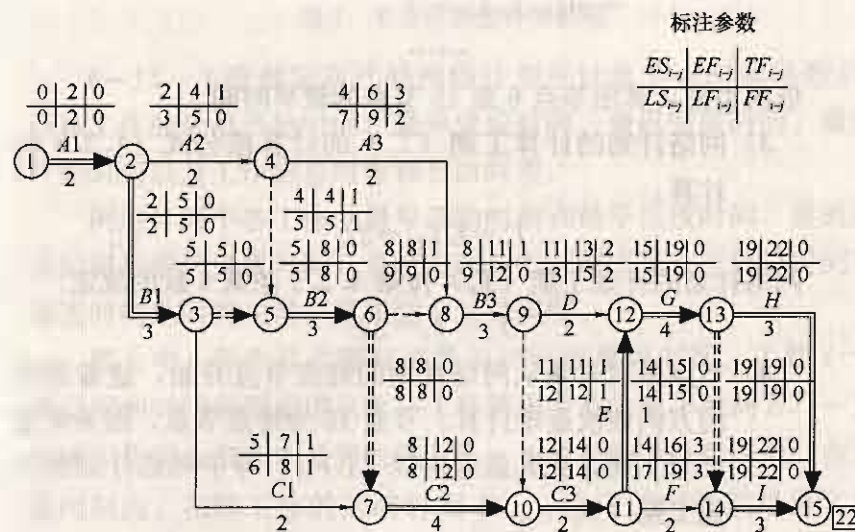 标注参数
ES_{i-j} EF_{i-j} TF_{i-j}
LS_{i-j} LF_{i-j} FF_{i-j}
0 2 0
0 2 0
2 4 1
3 5 0
4 6 3
7 9 2
A1 A2 A3
1 2 4
2 2 2
2 5 0
2 5 0
4 4 1
5 5 1
5 5 0
5 5 0
5 8 0
5 8 0
8 8 1
9 9 0
8 11 1
9 12 0
11 13 2
13 15 2
15 19 0
15 19 0
19 22 0
19 22 0
B1 B2 B3 D G H
3 5 6 8 9 12 13
3 3 3 2 4 3
8 8 0
8 8 0
11 11 1
12 12 1
14 15 0
14 15 0
19 19 0
19 19 0
E 1
5 7 1
6 8 1
8 12 0
8 12 0
12 14 0
12 14 0
14 16 3
17 19 3
19 22 0
19 22 0
C1 C2 C3 F I
7 10 11 14 15 22
2 4 2 2 3